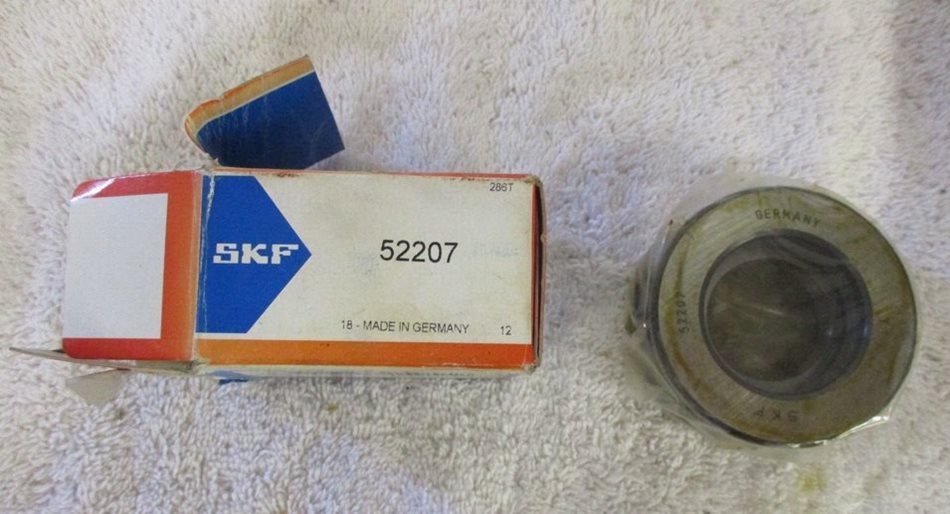 286T
SKF
52207
18 - MADE IN GERMANY 12
GERMANY
52207
SKF